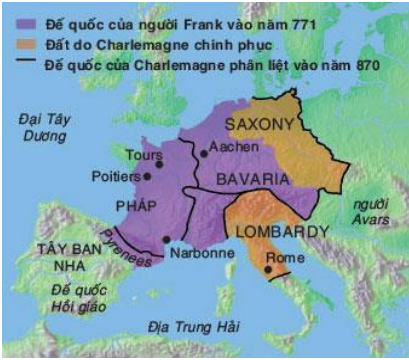 Đế quốc của người Frank vào năm 771
Đất do Charlemagne chinh phục
Đế quốc của Charlemagne phân liệt vào năm 870
Đại Tây
Dương
SAXONY
Aachen
Tours
Poitiers
BAVARIA
PHÁP
người
Avars
LOMBARDY
Pyrenees
Narbonne
TÂY BAN
NHA
Rome
Đế quốc
Hồi giáo
Địa Trung Hải